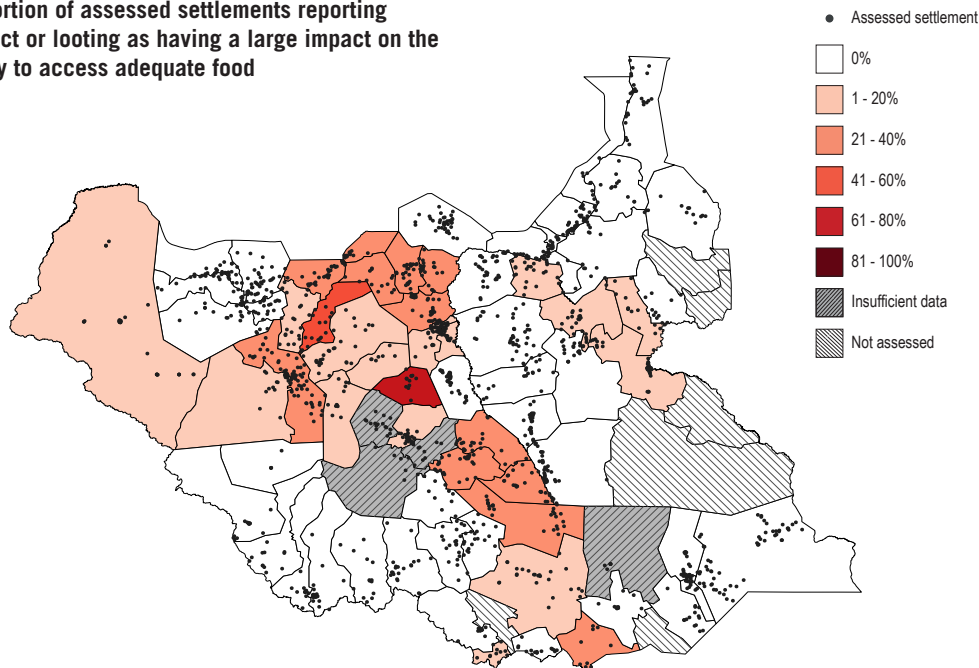 ortion of assessed settlements reporting
ct or looting as having a large impact on the
y to access adequate food
Assessed settlement
0%
1 - 20%
21 - 40%
41 - 60%
61 - 80%
81 - 100%
Insufficient data
Not assessed